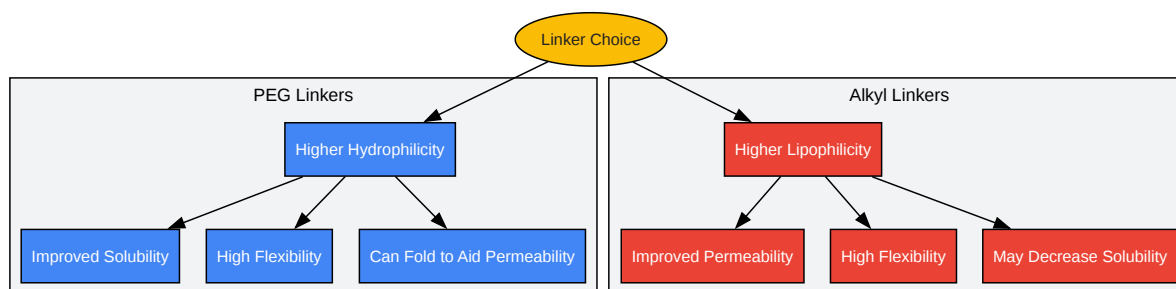 Linker Choice
PEG Linkers
Alkyl Linkers
Higher Hydrophilicity
Higher Lipophilicity
Improved Solubility
High Flexibility
Can Fold to Aid Permeability
Improved Permeability
High Flexibility
May Decrease Solubility